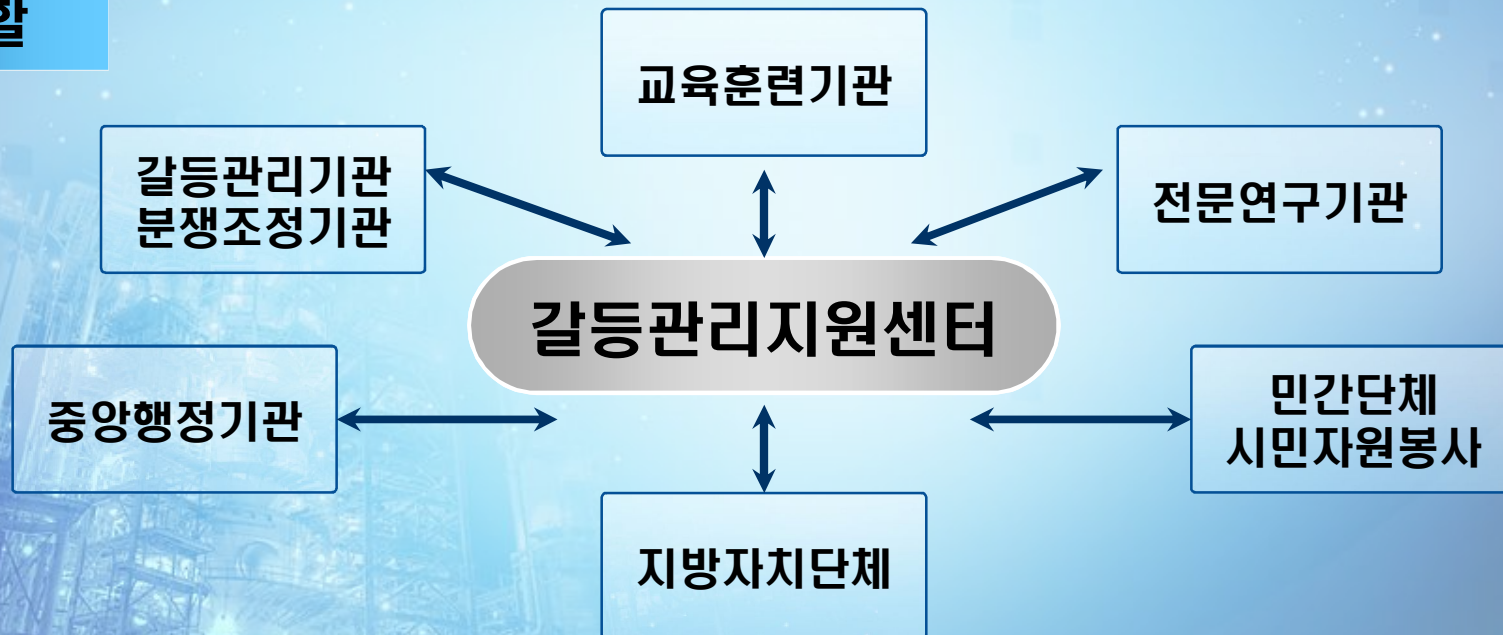 할
교육훈련기관
갈등관리기관
분쟁조정기관
전문연구기관
갈등관리지원센터
중앙행정기관
민간단체
시민자원봉사
지방자치단체